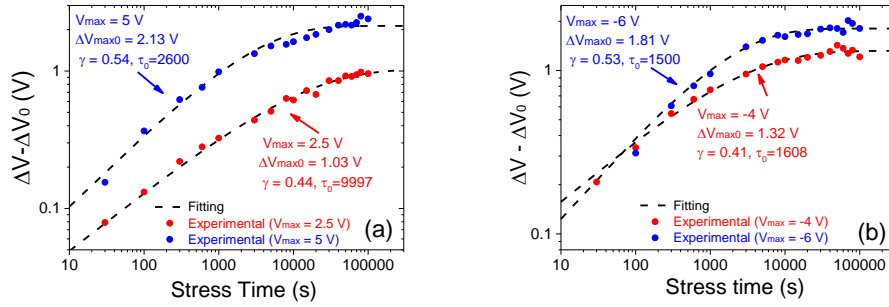 Vmax = 5 V
ΔVmax0 = 2.13 V
γ = 0.54, τ0=2600
Vmax = 2.5 V
ΔVmax0 = 1.03 V
γ = 0.44, τ0=9997
Fitting
Experimental (Vmax = 2.5 V)
Experimental (Vmax = 5 V)
(a)
ΔV-ΔV0 (V)
1
0.1
10 100 1000 10000 100000
Stress Time (s)
Vmax = -6 V
ΔVmax0 = 1.81 V
γ = 0.53, τ0=1500
Vmax = -4 V
ΔVmax0 = 1.32 V
γ = 0.41, τ0=1608
Fitting
Experimental (Vmax = -4 V)
Experimental (Vmax = -6 V)
(b)
ΔV - ΔV0 (V)
1
0.1
10 100 1000 10000 100000
Stress time (s)